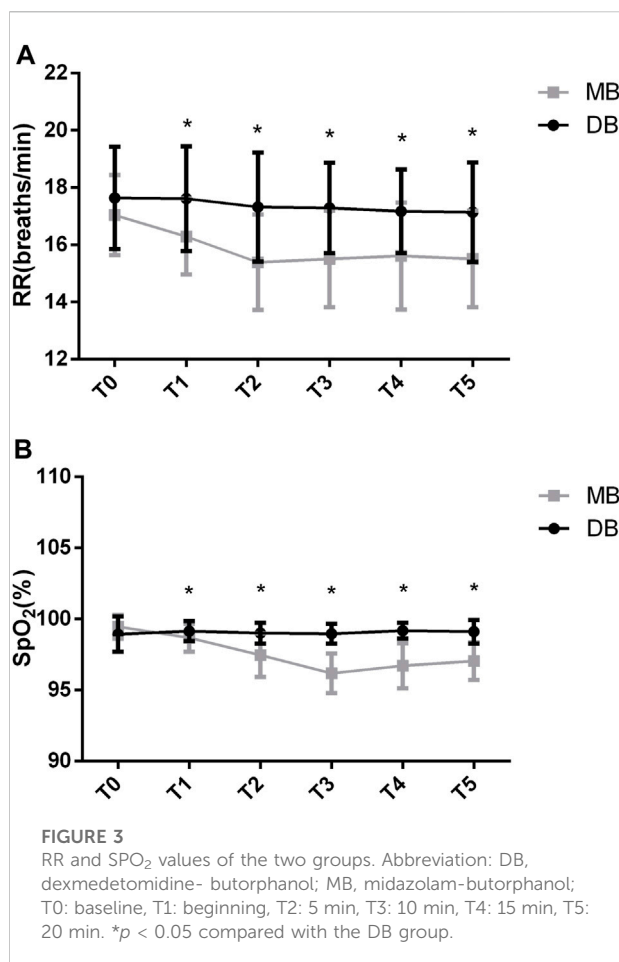 A
22
20
18
16
14
12
RR(breaths/min)
* * * * *
MB
DB
T0 T1 T2 T3 T4 T5
B
110
105
100
95
90
SpO₂(%)
* * * * *
MB
DB
T0 T1 T2 T3 T4 T5
FIGURE 3
RR and SPO₂ values of the two groups. Abbreviation: DB,
dexmedetomidine- butorphanol; MB, midazolam-butorphanol;
T0: baseline, T1: beginning, T2: 5 min, T3: 10 min, T4: 15 min, T5:
20 min. *p < 0.05 compared with the DB group.